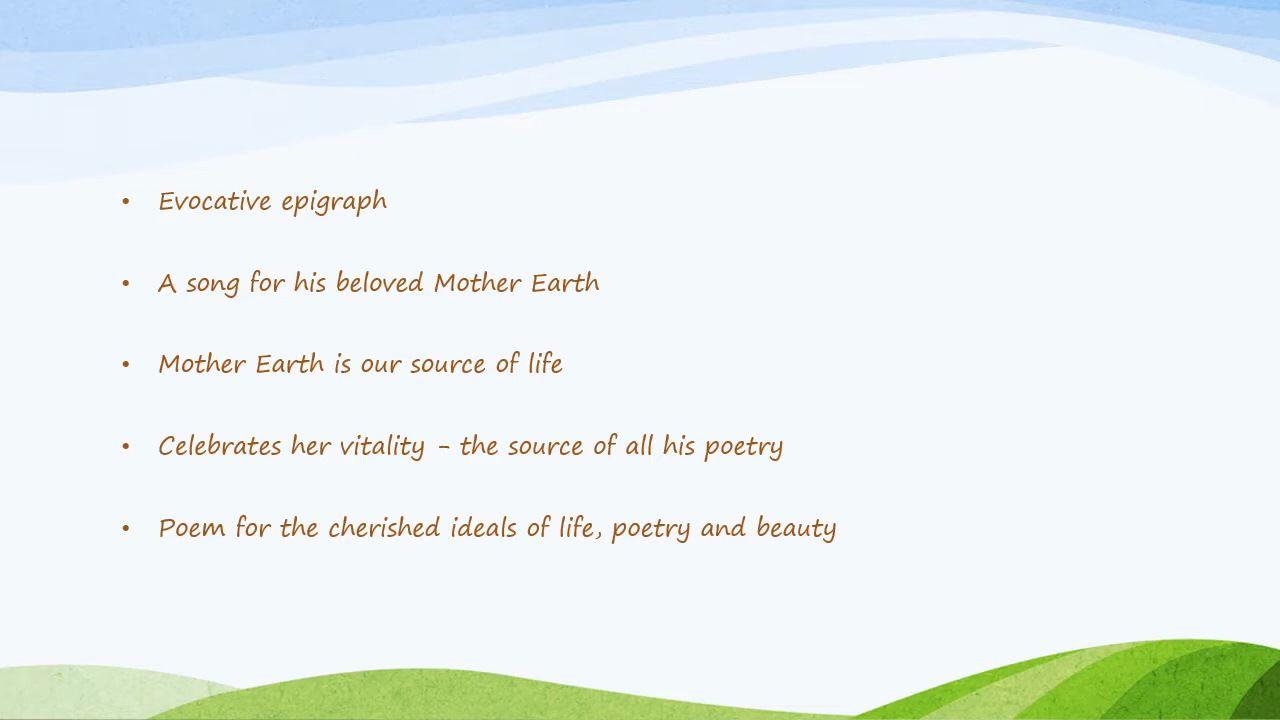 • Evocative epigraph
• A song for his beloved Mother Earth
• Mother Earth is our source of life
• Celebrates her vitality - the source of all his poetry
• Poem for the cherished ideals of life, poetry and beauty